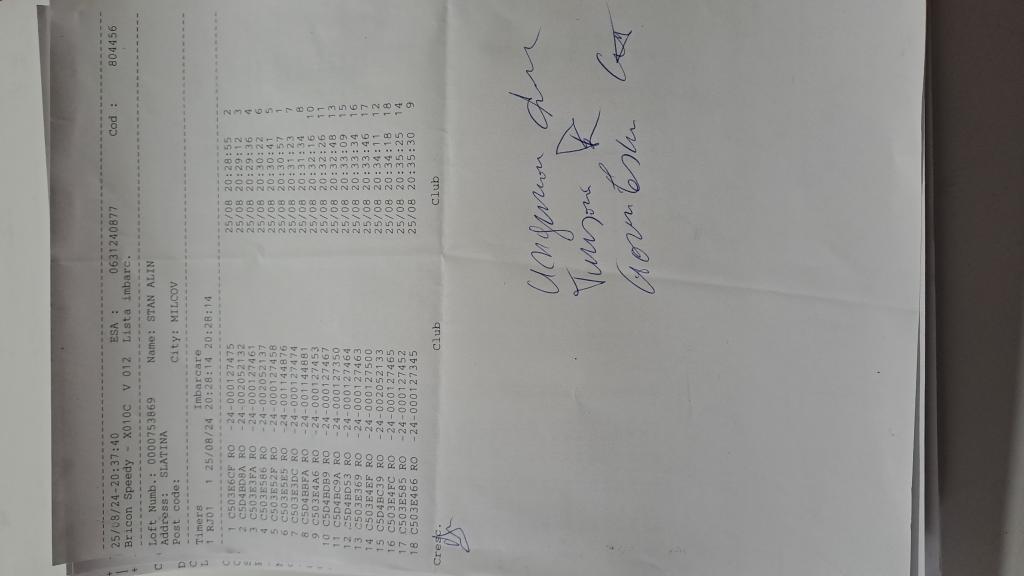 25/08/24-20:37:40 ESA : 0631240877 Cod : 804456
Bricon Speedy - X010C V 012 Lista imbarc.
Loft Numb.: 0000753869 Name: STAN ALIN
Address: SLATINA
Post code: City: MILCOV
Timers Imbarcare
1 RJ01 1 25/08/24 20:28:14 20:28:14
1 C503E6CF RO -24-000127475 25/08 20:28:55 2
2 C5D4BD8A RO -24-002052132 25/08 20:29:12 3
3 C503E3FA RO -24-000127461 25/08 20:29:36 4
4 C503E586 RO -24-002052137 25/08 20:30:22 6
5 C503E52F RO -24-000127458 25/08 20:30:41 5
6 C503E5E5 RO -24-001144876 25/08 20:30:57 1
7 C503E3DC RO -24-000127474 25/08 20:31:23 7
8 C5D4BBFA RO -24-001144881 25/08 20:31:34 8
9 C503E4A6 RO -24-000127453 25/08 20:32:16 10
10 C5D4BDB9 RO -24-000127467 25/08 20:32:26 11
11 C5D4BC9A RO -24-000127350 25/08 20:32:48 13
12 C5D4BD53 RO -24-000127464 25/08 20:33:09 15
13 C503E369 RO -24-000127463 25/08 20:33:34 16
14 C503E4EF RO -24-000127500 25/08 20:33:46 17
15 C5D4BC39 RO -24-002052133 25/08 20:34:11 12
16 C503E4FC RO -24-000127465 25/08 20:34:18 18
17 C503E585 RO -24-000127452 25/08 20:35:25 14
18 C503E466 RO -24-000127345 25/08 20:35:30 9
Cresc. Club Club